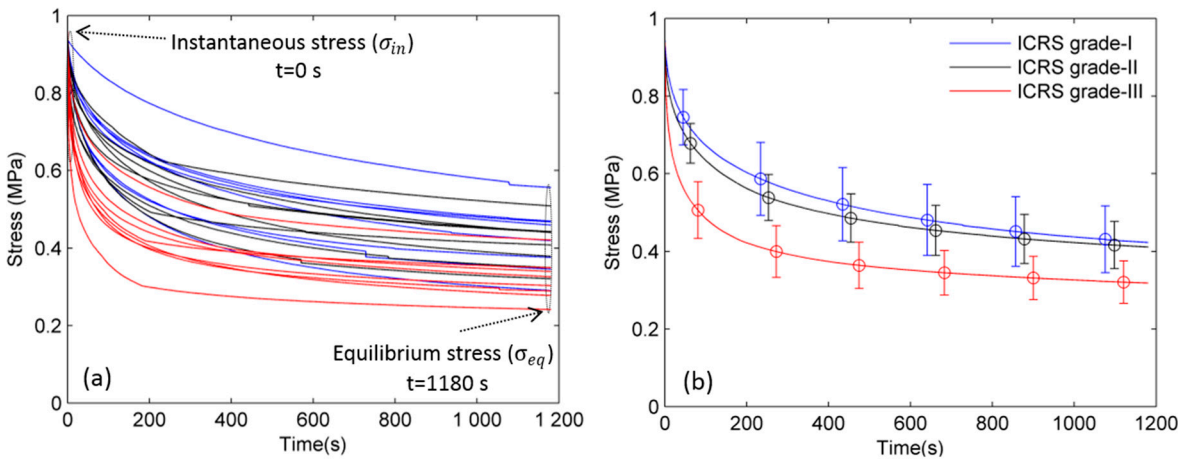 1
0.8
0.6
0.4
0.2
0
Stress (MPa)
Instantaneous stress (σin)
t=0 s
Equilibrium stress (σeq)
t=1180 s
(a)
0 200 400 600 800 1 000 1 200
Time(s)
1
0.8
0.6
0.4
0.2
0
Stress (MPa)
ICRS grade-I
ICRS grade-II
ICRS grade-III
(b)
0 200 400 600 800 1000 1200
Time(s)